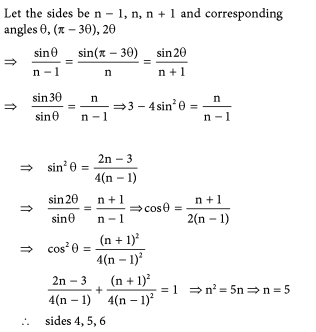 Let the sides be n − 1, n, n + 1 and corresponding
angles θ, (π − 3θ), 2θ
⇒ sinθ/(n − 1) = sin(π − 3θ)/n = sin2θ/(n + 1)
⇒ sin3θ/sinθ = n/(n − 1) ⇒ 3 − 4sin²θ = n/(n − 1)
⇒ sin²θ = (2n − 3)/(4(n − 1))
⇒ sin2θ/sinθ = (n + 1)/(n − 1) ⇒ cosθ = (n + 1)/(2(n − 1))
⇒ cos²θ = (n + 1)²/(4(n − 1)²)
(2n − 3)/(4(n − 1)) + (n + 1)²/(4(n − 1)²) = 1 ⇒ n² = 5n ⇒ n = 5
∴ sides 4, 5, 6